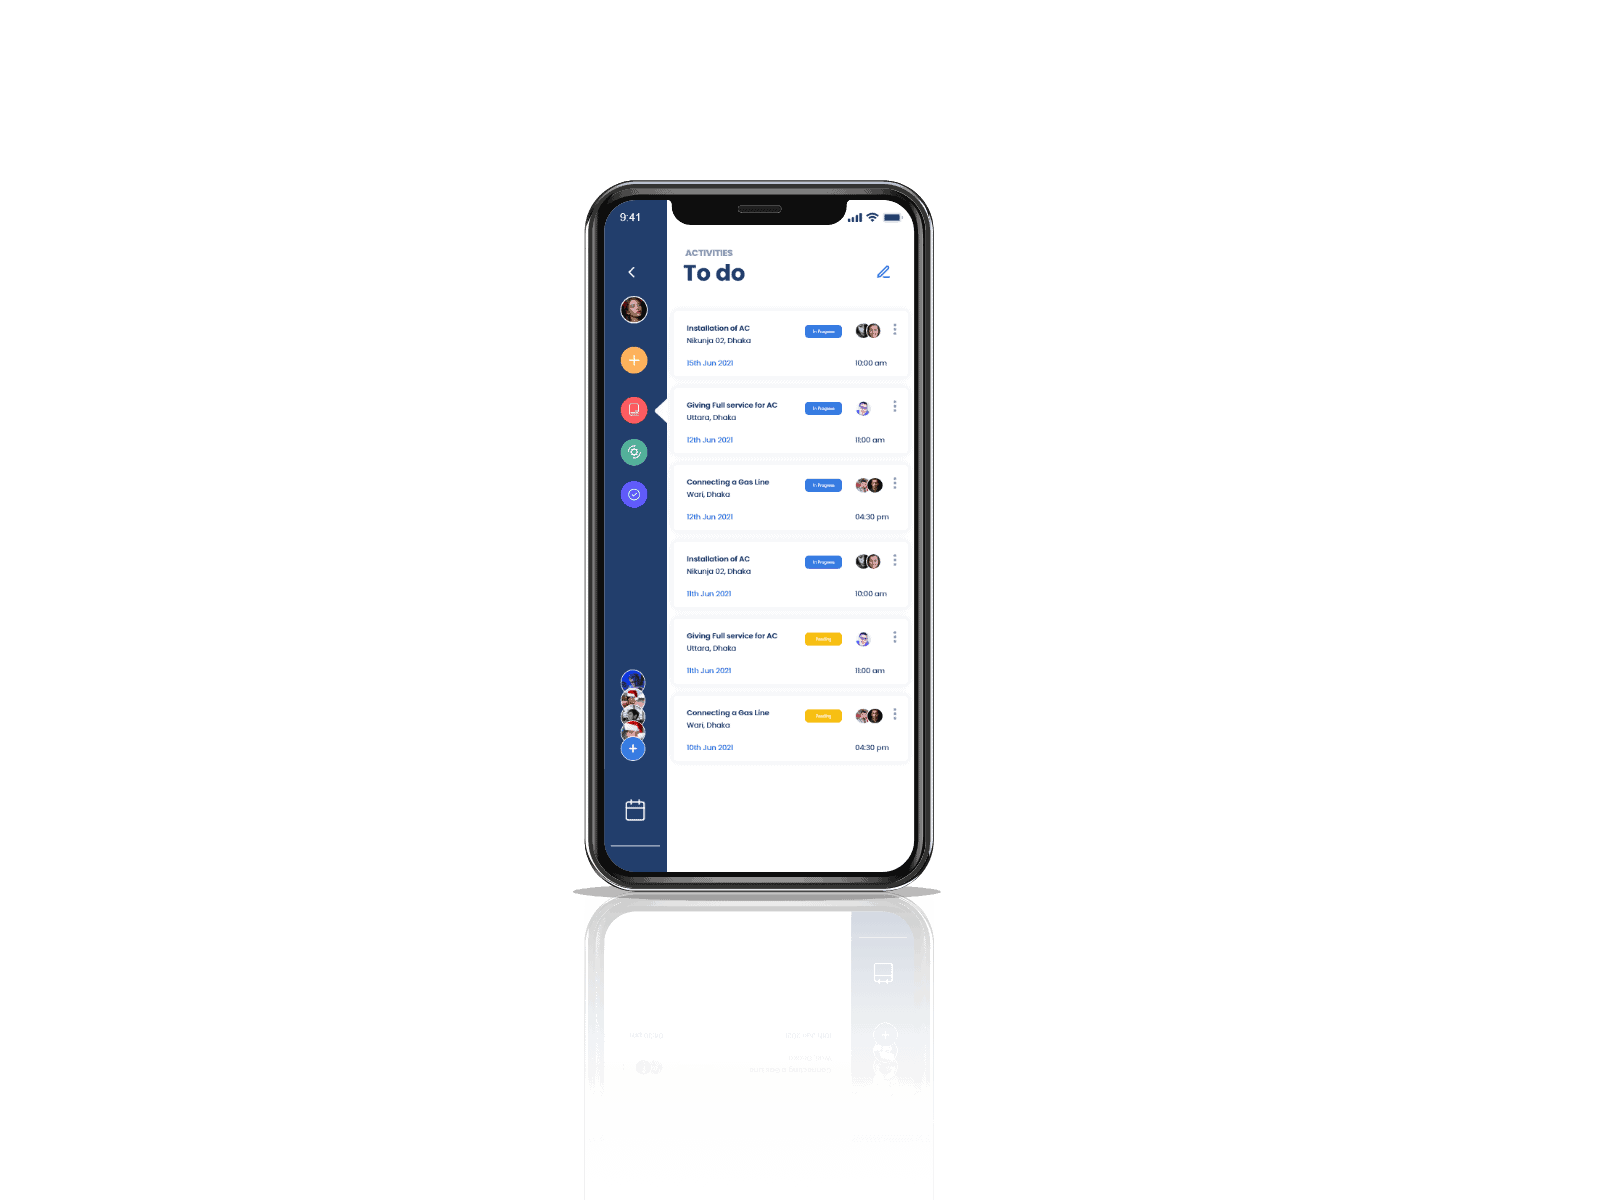 9:41
ACTIVITIES
To do
Installation of AC
In Progress
Nikunja 02, Dhaka
15th Jun 2021
10:00 am
Giving Full service for AC
In Progress
Uttara, Dhaka
12th Jun 2021
11:00 am
Connecting a Gas Line
In Progress
Wari, Dhaka
12th Jun 2021
04:30 pm
Installation of AC
In Progress
Nikunja 02, Dhaka
11th Jun 2021
10:00 am
Giving Full service for AC
Uttara, Dhaka
11th Jun 2021
11:00 am
Connecting a Gas Line
Wari, Dhaka
10th Jun 2021
04:30 pm